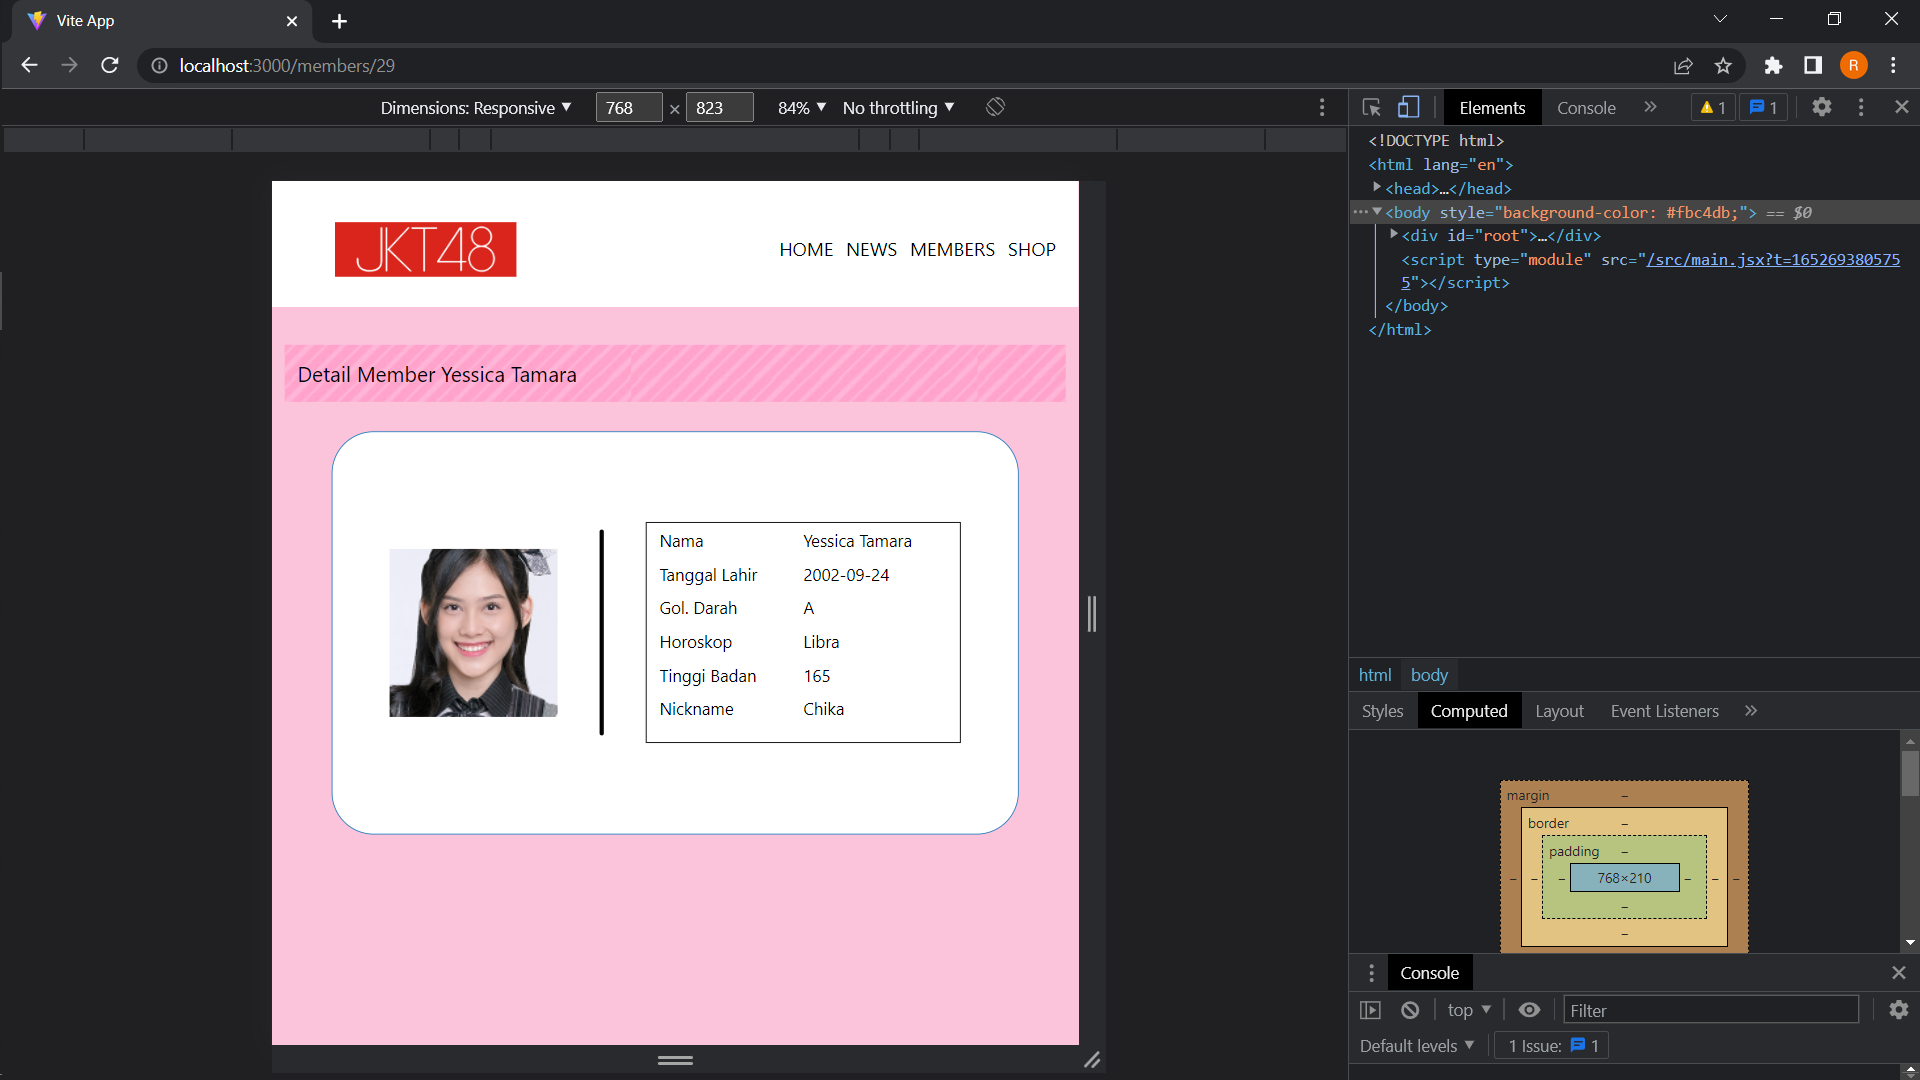 Vite App
localhost:3000/members/29
R
Dimensions: Responsive 768 × 823 84% No throttling
Elements Console 1 1
<!DOCTYPE html>
<html lang="en">
<head>…</head>
<body style="background-color: #fbc4db;"> == $0
<div id="root">…</div>
<script type="module" src="/src/main.jsx?t=165269380575
5"></script>
</body>
</html>
JKT48
HOME NEWS MEMBERS SHOP
Detail Member Yessica Tamara
Nama Yessica Tamara
Tanggal Lahir 2002-09-24
Gol. Darah A
Horoskop Libra
Tinggi Badan 165
Nickname Chika
html body
Styles Computed Layout Event Listeners
margin –
border –
padding –
– – – 768×210 – – –
–
–
Console
top Filter
Default levels 1 Issue: 1